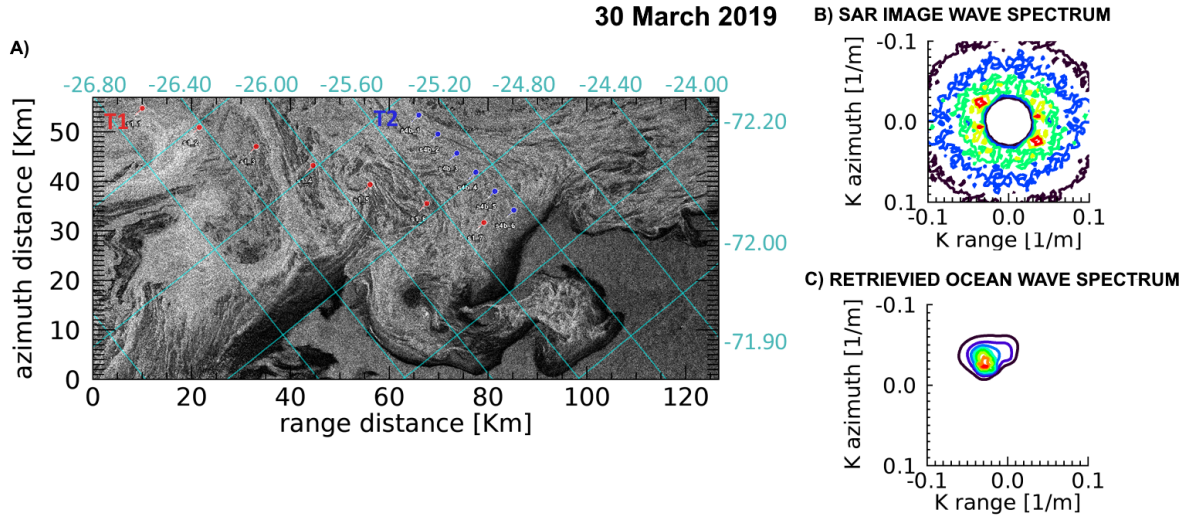 30 March 2019
A)
-26.80 -26.40 -26.00 -25.60 -25.20 -24.80 -24.40 -24.00
T1
T2
s4b_4
s4b_6
-72.20
-72.00
-71.90
50
40
30
20
10
0
azimuth distance [Km]
0 20 40 60 80 100 120
range distance [Km]
B) SAR IMAGE WAVE SPECTRUM
-0.1
0.0
0.1
K azimuth [1/m]
-0.1 0.0 0.1
K range [1/m]
C) RETRIEVIED OCEAN WAVE SPECTRUM
-0.1
0.0
0.1
K azimuth [1/m]
-0.1 0.0 0.1
K range [1/m]